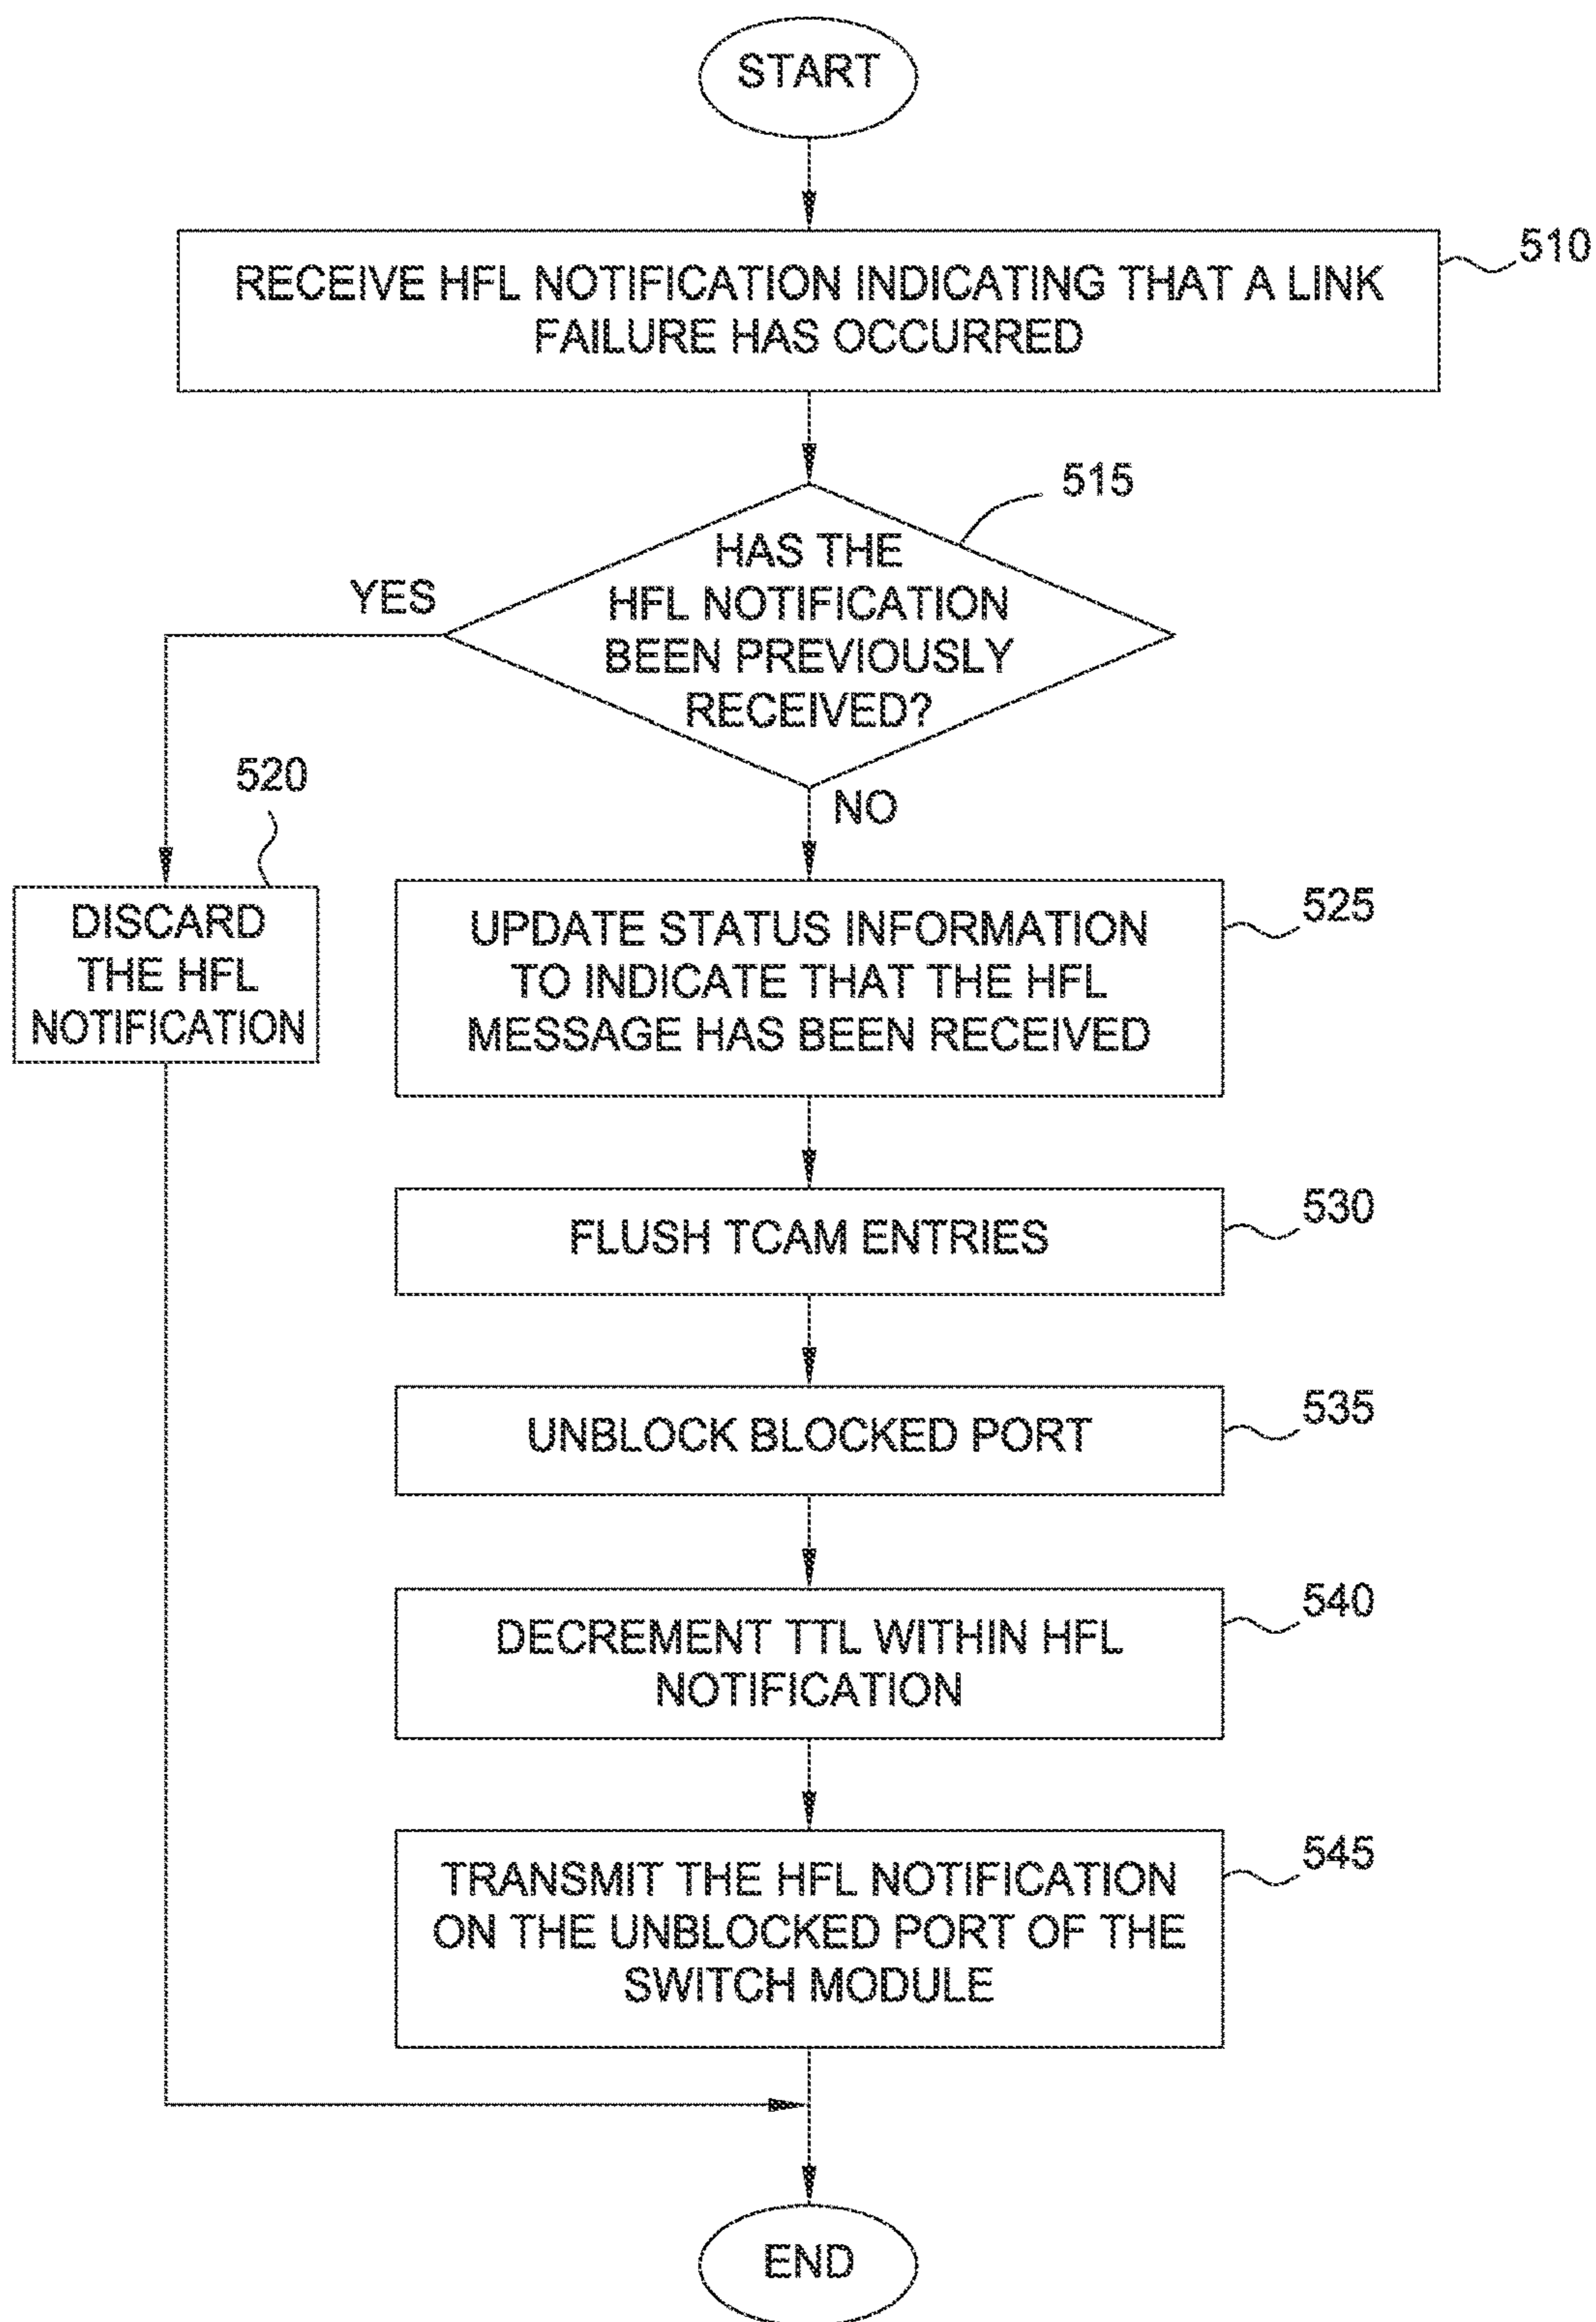 START
RECEIVE HFL NOTIFICATION INDICATING THAT A LINK
FAILURE HAS OCCURRED
510
515
HAS THE
HFL NOTIFICATION
BEEN PREVIOUSLY
RECEIVED?
YES
NO
520
DISCARD
THE HFL
NOTIFICATION
UPDATE STATUS INFORMATION
TO INDICATE THAT THE HFL
MESSAGE HAS BEEN RECEIVED
525
FLUSH TCAM ENTRIES
530
UNBLOCK BLOCKED PORT
535
DECREMENT TTL WITHIN HFL
NOTIFICATION
540
TRANSMIT THE HFL NOTIFICATION
ON THE UNBLOCKED PORT OF THE
SWITCH MODULE
545
END